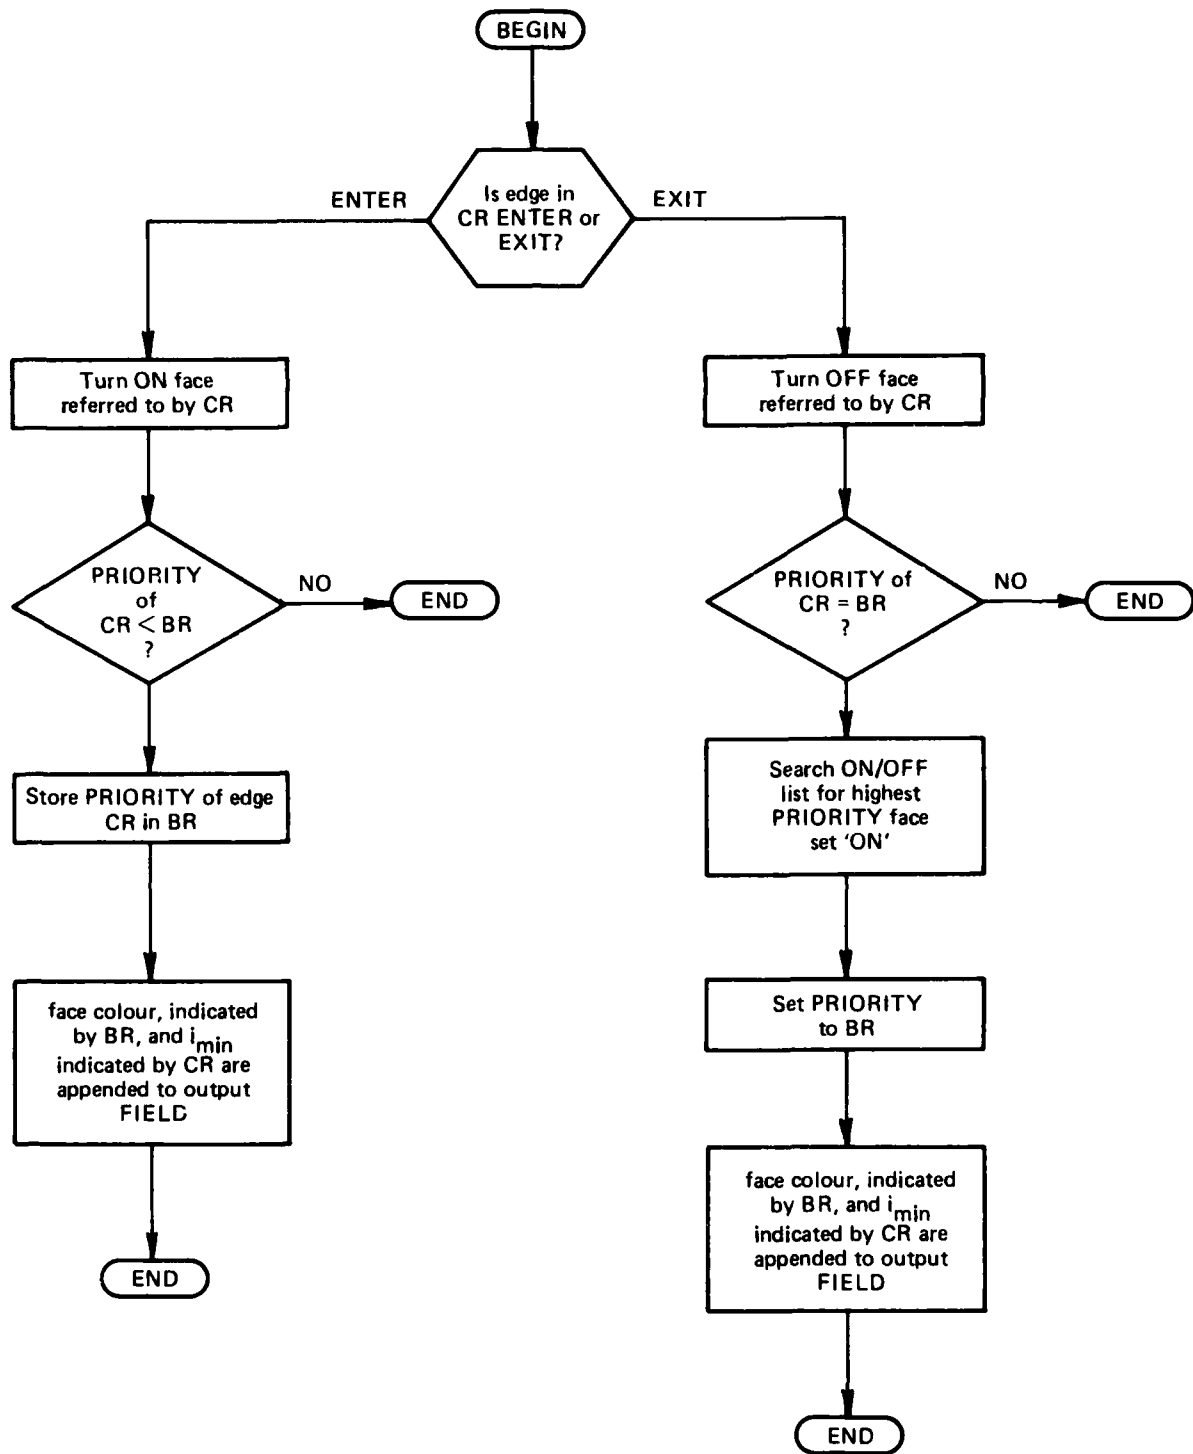 BEGIN
Is edge in
CR ENTER or
EXIT?
ENTER
EXIT
Turn ON face
referred to by CR
PRIORITY
of
CR < BR
?
NO
END
Store PRIORITY of edge
CR in BR
face colour, indicated
by BR, and i_min
indicated by CR are
appended to output
FIELD
END
Turn OFF face
referred to by CR
PRIORITY of
CR = BR
?
NO
END
Search ON/OFF
list for highest
PRIORITY face
set ‘ON’
Set PRIORITY
to BR
face colour, indicated
by BR, and i_min
indicated by CR are
appended to output
FIELD
END